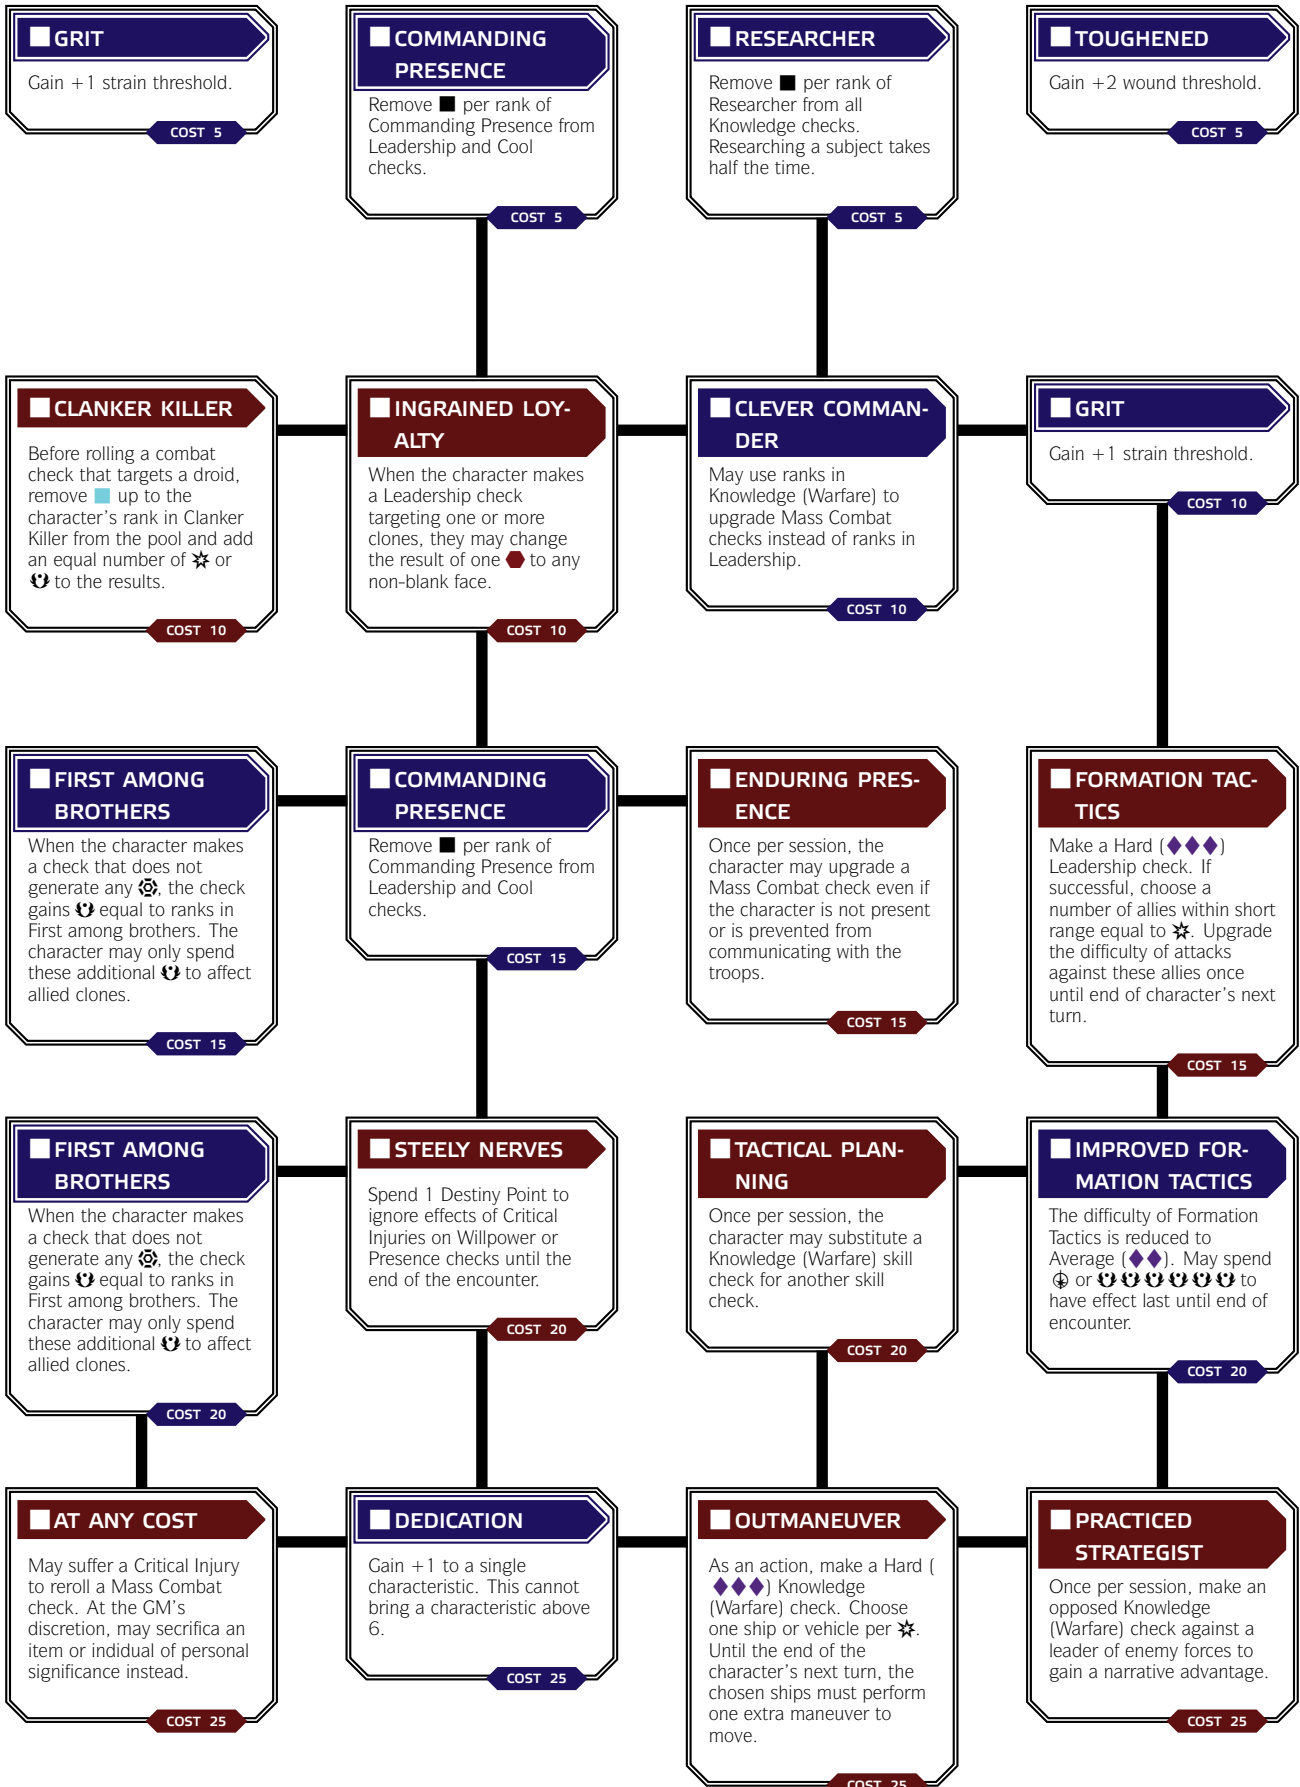 GRIT
Gain +1 strain threshold.
COST 5
COMMANDING
PRESENCE
Remove ■ per rank of
Commanding Presence from
Leadership and Cool
checks.
COST 5
RESEARCHER
Remove ■ per rank of
Researcher from all
Knowledge checks.
Researching a subject takes
half the time.
COST 5
TOUGHENED
Gain +2 wound threshold.
COST 5
CLANKER KILLER
Before rolling a combat
check that targets a droid,
remove ■ up to the
character's rank in Clanker
Killer from the pool and add
an equal number of or
to the results.
COST 10
INGRAINED LOY-
ALTY
When the character makes
a Leadership check
targeting one or more
clones, they may change
the result of one ⬢ to any
non-blank face.
COST 10
CLEVER COMMAN-
DER
May use ranks in
Knowledge (Warfare) to
upgrade Mass Combat
checks instead of ranks in
Leadership.
COST 10
GRIT
Gain +1 strain threshold.
COST 10
FIRST AMONG
BROTHERS
When the character makes
a check that does not
generate any , the check
gains equal to ranks in
First among brothers. The
character may only spend
these additional to affect
allied clones.
COST 15
COMMANDING
PRESENCE
Remove ■ per rank of
Commanding Presence from
Leadership and Cool
checks.
COST 15
ENDURING PRES-
ENCE
Once per session, the
character may upgrade a
Mass Combat check even if
the character is not present
or is prevented from
communicating with the
troops.
COST 15
FORMATION TAC-
TICS
Make a Hard (◆◆◆)
Leadership check. If
successful, choose a
number of allies within short
range equal to . Upgrade
the difficulty of attacks
against these allies once
until end of character's next
turn.
COST 15
FIRST AMONG
BROTHERS
When the character makes
a check that does not
generate any , the check
gains equal to ranks in
First among brothers. The
character may only spend
these additional to affect
allied clones.
COST 20
STEELY NERVES
Spend 1 Destiny Point to
ignore effects of Critical
Injuries on Willpower or
Presence checks until the
end of the encounter.
COST 20
TACTICAL PLAN-
NING
Once per session, the
character may substitute a
Knowledge (Warfare) skill
check for another skill
check.
COST 20
IMPROVED FOR-
MATION TACTICS
The difficulty of Formation
Tactics is reduced to
Average (◆◆). May spend
or to
have effect last until end of
encounter.
COST 20
AT ANY COST
May suffer a Critical Injury
to reroll a Mass Combat
check. At the GM's
discretion, may secrifica an
item or indidual of personal
significance instead.
COST 25
DEDICATION
Gain +1 to a single
characteristic. This cannot
bring a characteristic above
6.
COST 25
OUTMANEUVER
As an action, make a Hard (
◆◆◆) Knowledge
(Warfare) check. Choose
one ship or vehicle per .
Until the end of the
character's next turn, the
chosen ships must perform
one extra maneuver to
move.
COST 25
PRACTICED
STRATEGIST
Once per session, make an
opposed Knowledge
(Warfare) check against a
leader of enemy forces to
gain a narrative advantage.
COST 25